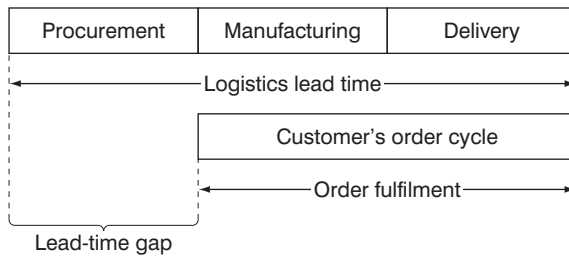 Procurement Manufacturing Delivery
Logistics lead time
Customer's order cycle
Order fulfilment
Lead-time gap